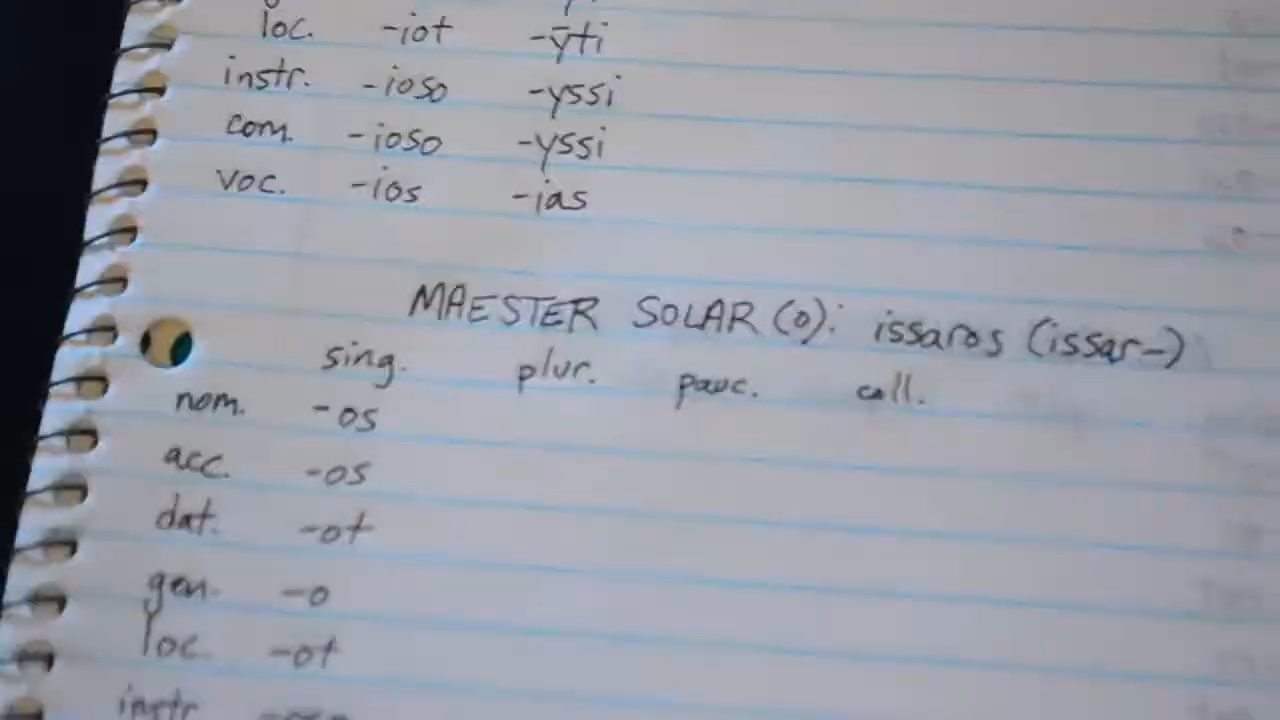 loc. -iot -ȳti
instr. -ioso -yssi
com. -ioso -yssi
voc. -ios -ias
MAESTER SOLAR (o): issaros (issar-)
sing. plur. pauc. coll.
nom. -os
acc. -os
dat. -ot
gen. -o
loc. -ot
instr.